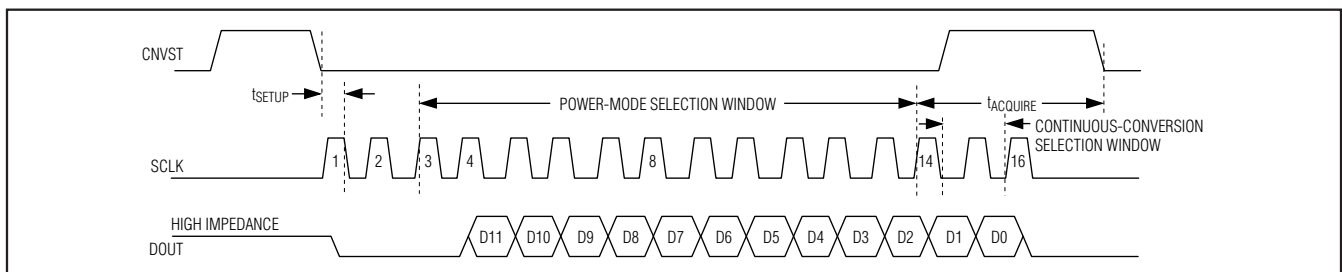 CNVST
tSETUP
POWER-MODE SELECTION WINDOW
tACQUIRE
CONTINUOUS-CONVERSION
SELECTION WINDOW
SCLK
1 2 3 4 8 14 16
HIGH IMPEDANCE
DOUT
D11 D10 D9 D8 D7 D6 D5 D4 D3 D2 D1 D0